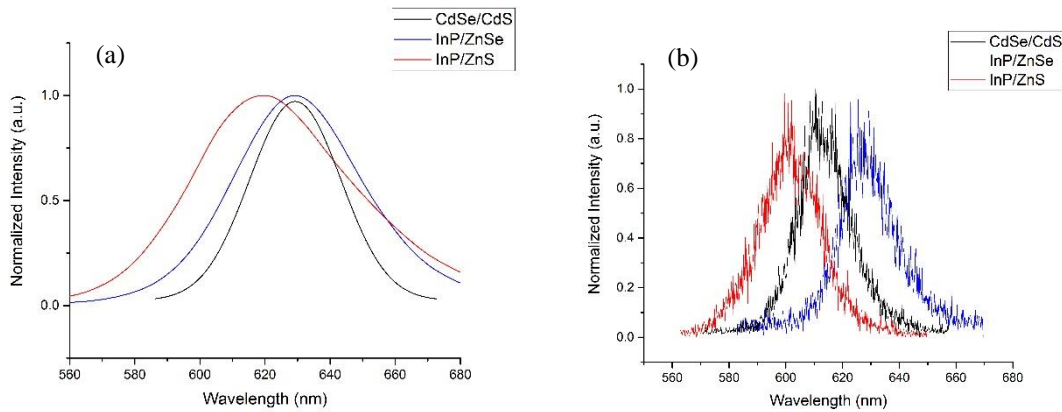 (a)
CdSe/CdS
InP/ZnSe
InP/ZnS
Normalized Intensity (a.u.)
1.0
0.5
0.0
560 580 600 620 640 660 680
Wavelength (nm)
(b)
CdSe/CdS
InP/ZnSe
InP/ZnS
Normalized Intensity (a.u.)
1.0
0.8
0.6
0.4
0.2
0.0
560 580 600 620 640 660 680
Wavelength (nm)